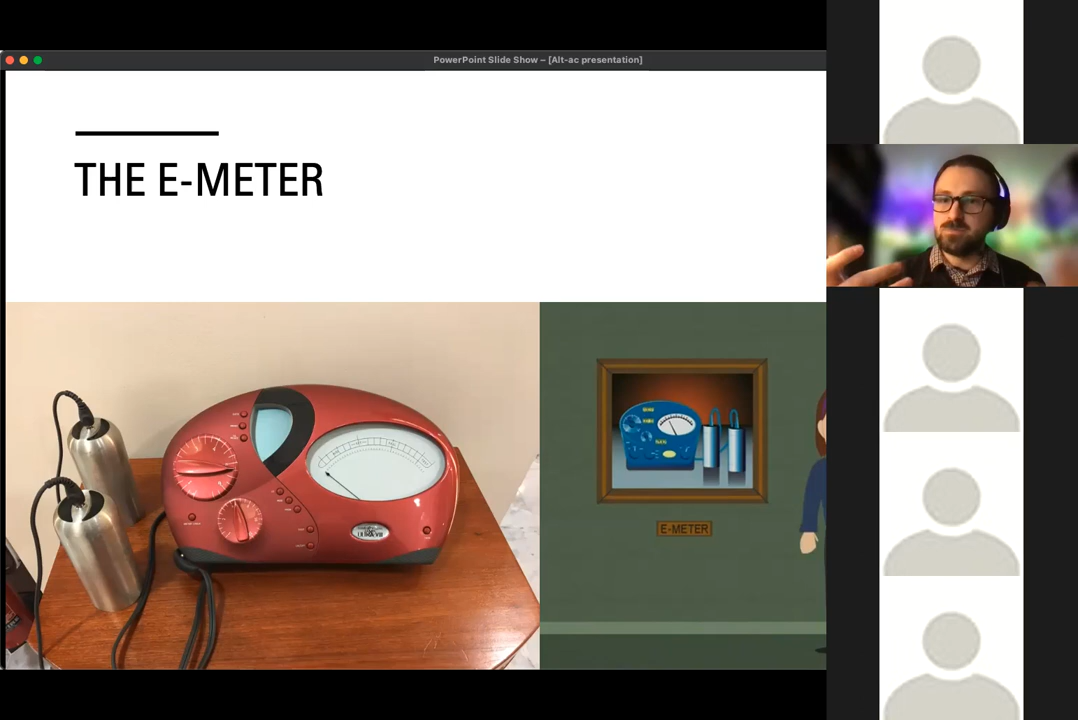 PowerPoint Slide Show – [Alt-ac presentation]
THE E-METER
E-METER